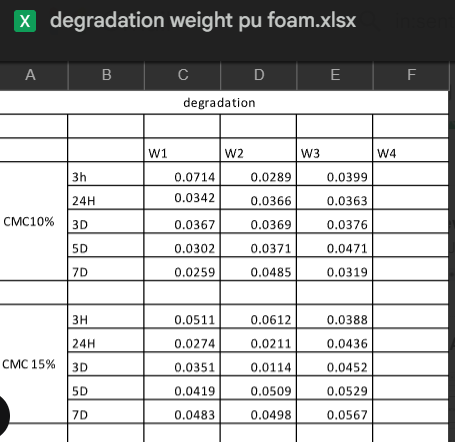 X degradation weight pu foam.xlsx
A B C D E F
degradation
W1 W2 W3 W4
3h 0.0714 0.0289 0.0399
24H 0.0342 0.0366 0.0363
CMC10% 3D 0.0367 0.0369 0.0376
5D 0.0302 0.0371 0.0471
7D 0.0259 0.0485 0.0319
3H 0.0511 0.0612 0.0388
24H 0.0274 0.0211 0.0436
CMC 15% 3D 0.0351 0.0114 0.0452
5D 0.0419 0.0509 0.0529
7D 0.0483 0.0498 0.0567